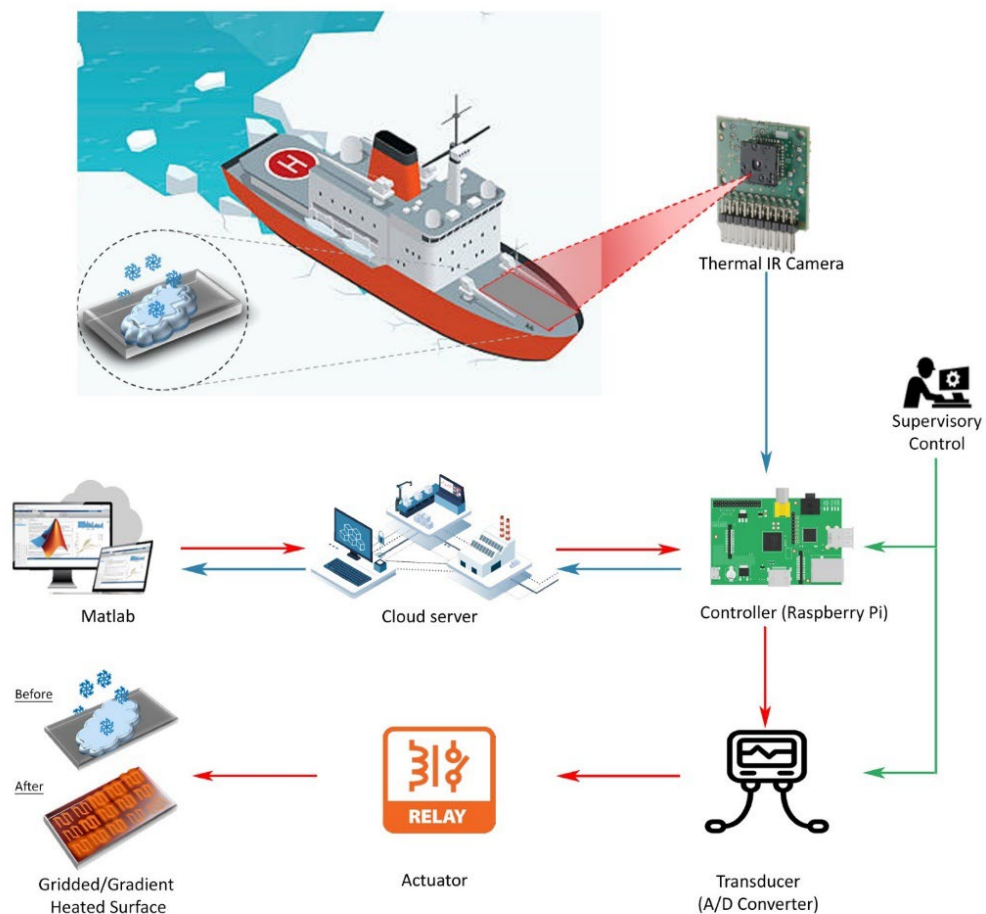 H
Thermal IR Camera
Supervisory
Control
Matlab
Cloud server
Controller (Raspberry Pi)
Before
After
RELAY
Gridded/Gradient
Heated Surface
Actuator
Transducer
(A/D Converter)